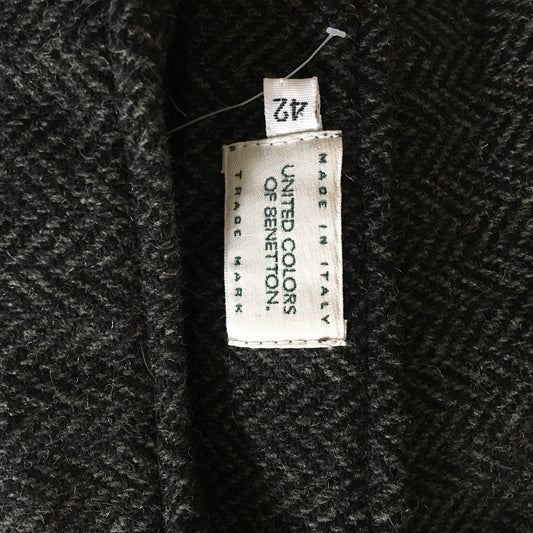 42
MADE IN ITALY
UNITED COLORS
OF BENETTON.
TRADE MARK